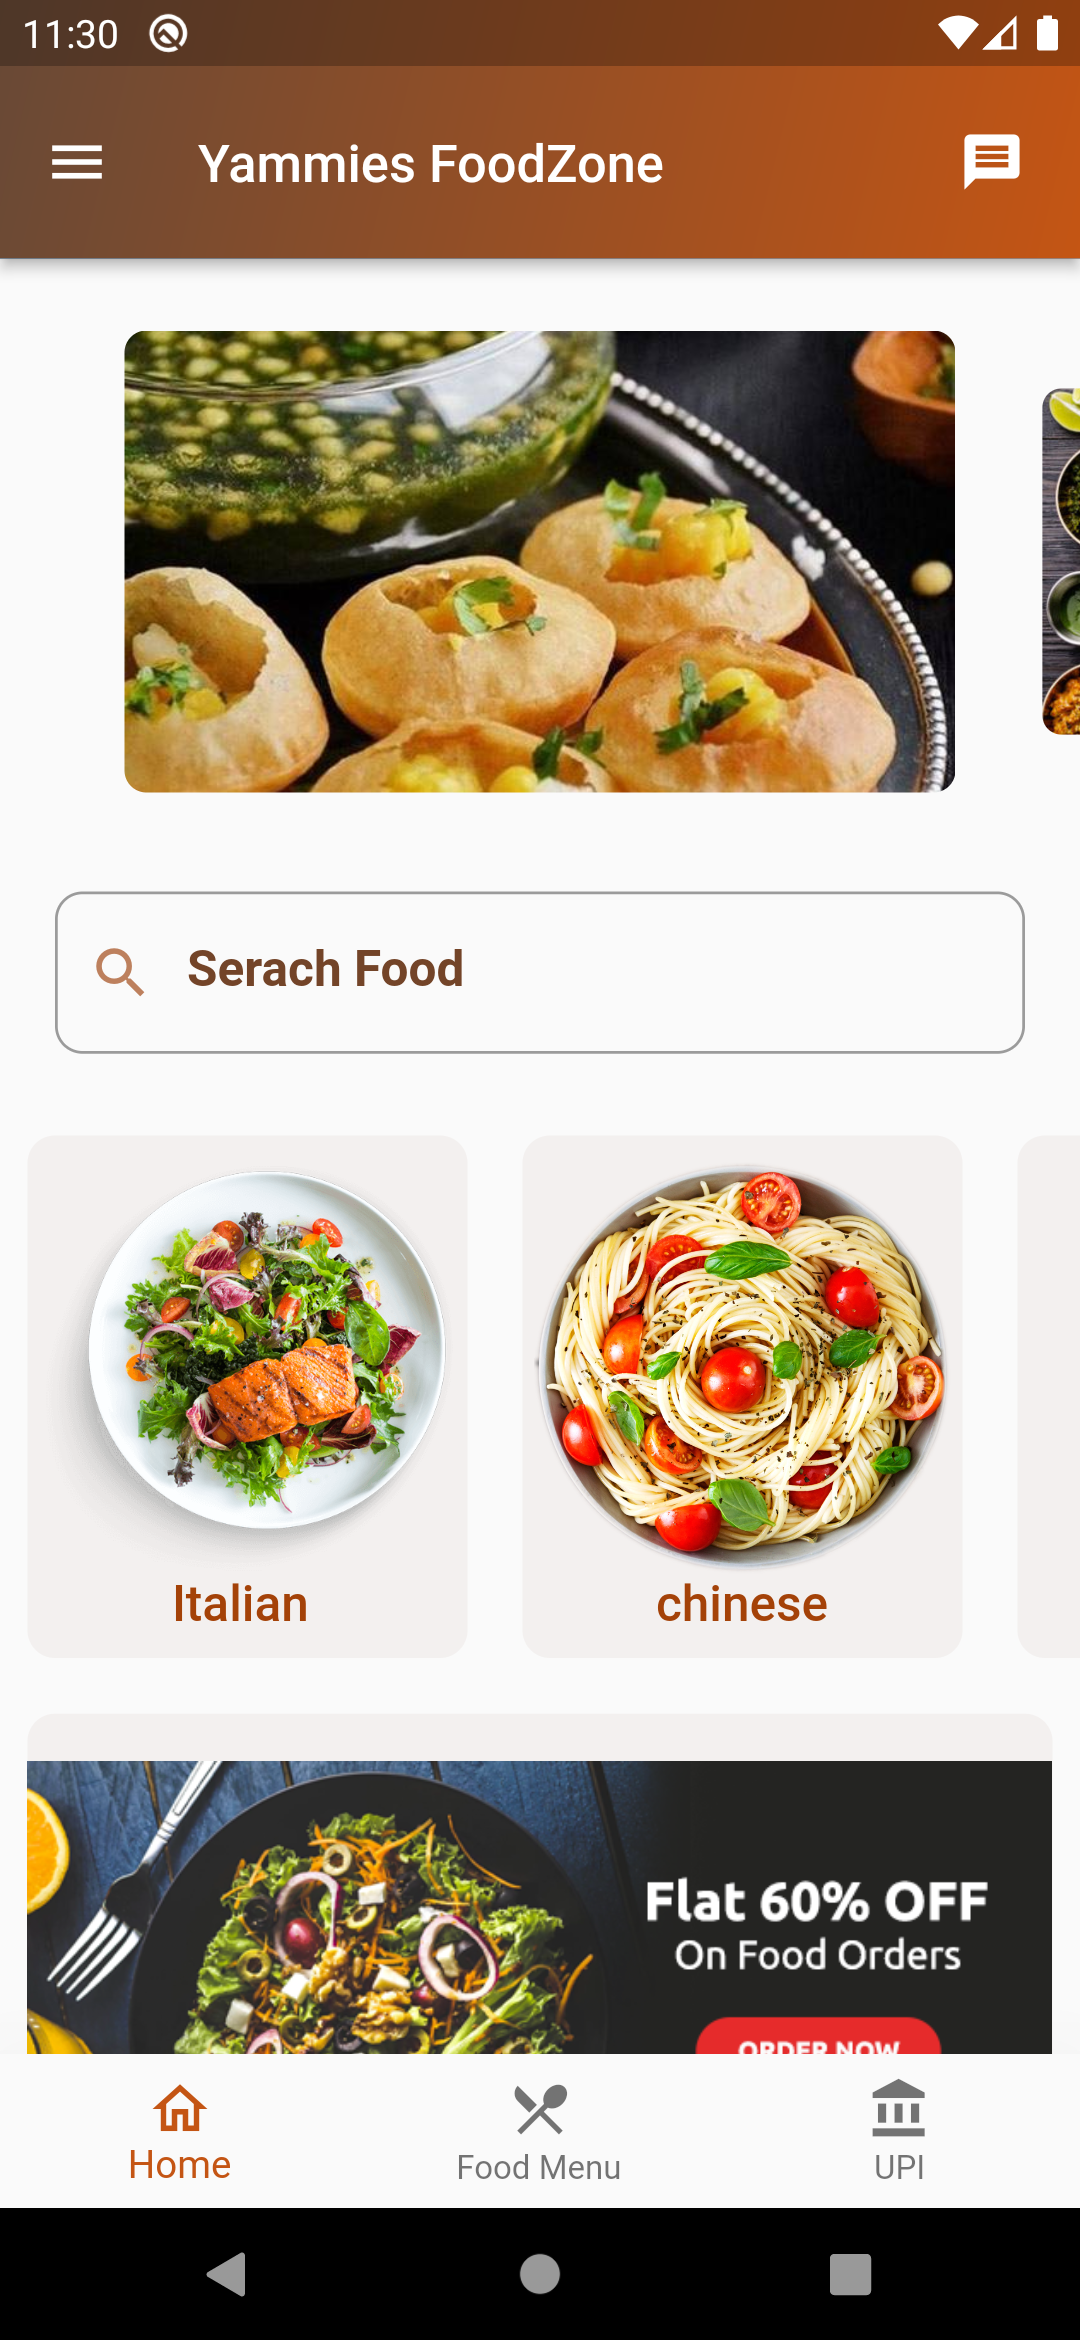 11:30
Yammies FoodZone
Serach Food
Italian
chinese
Flat 60% OFF
On Food Orders
ORDER NOW
Home
Food Menu
UPI